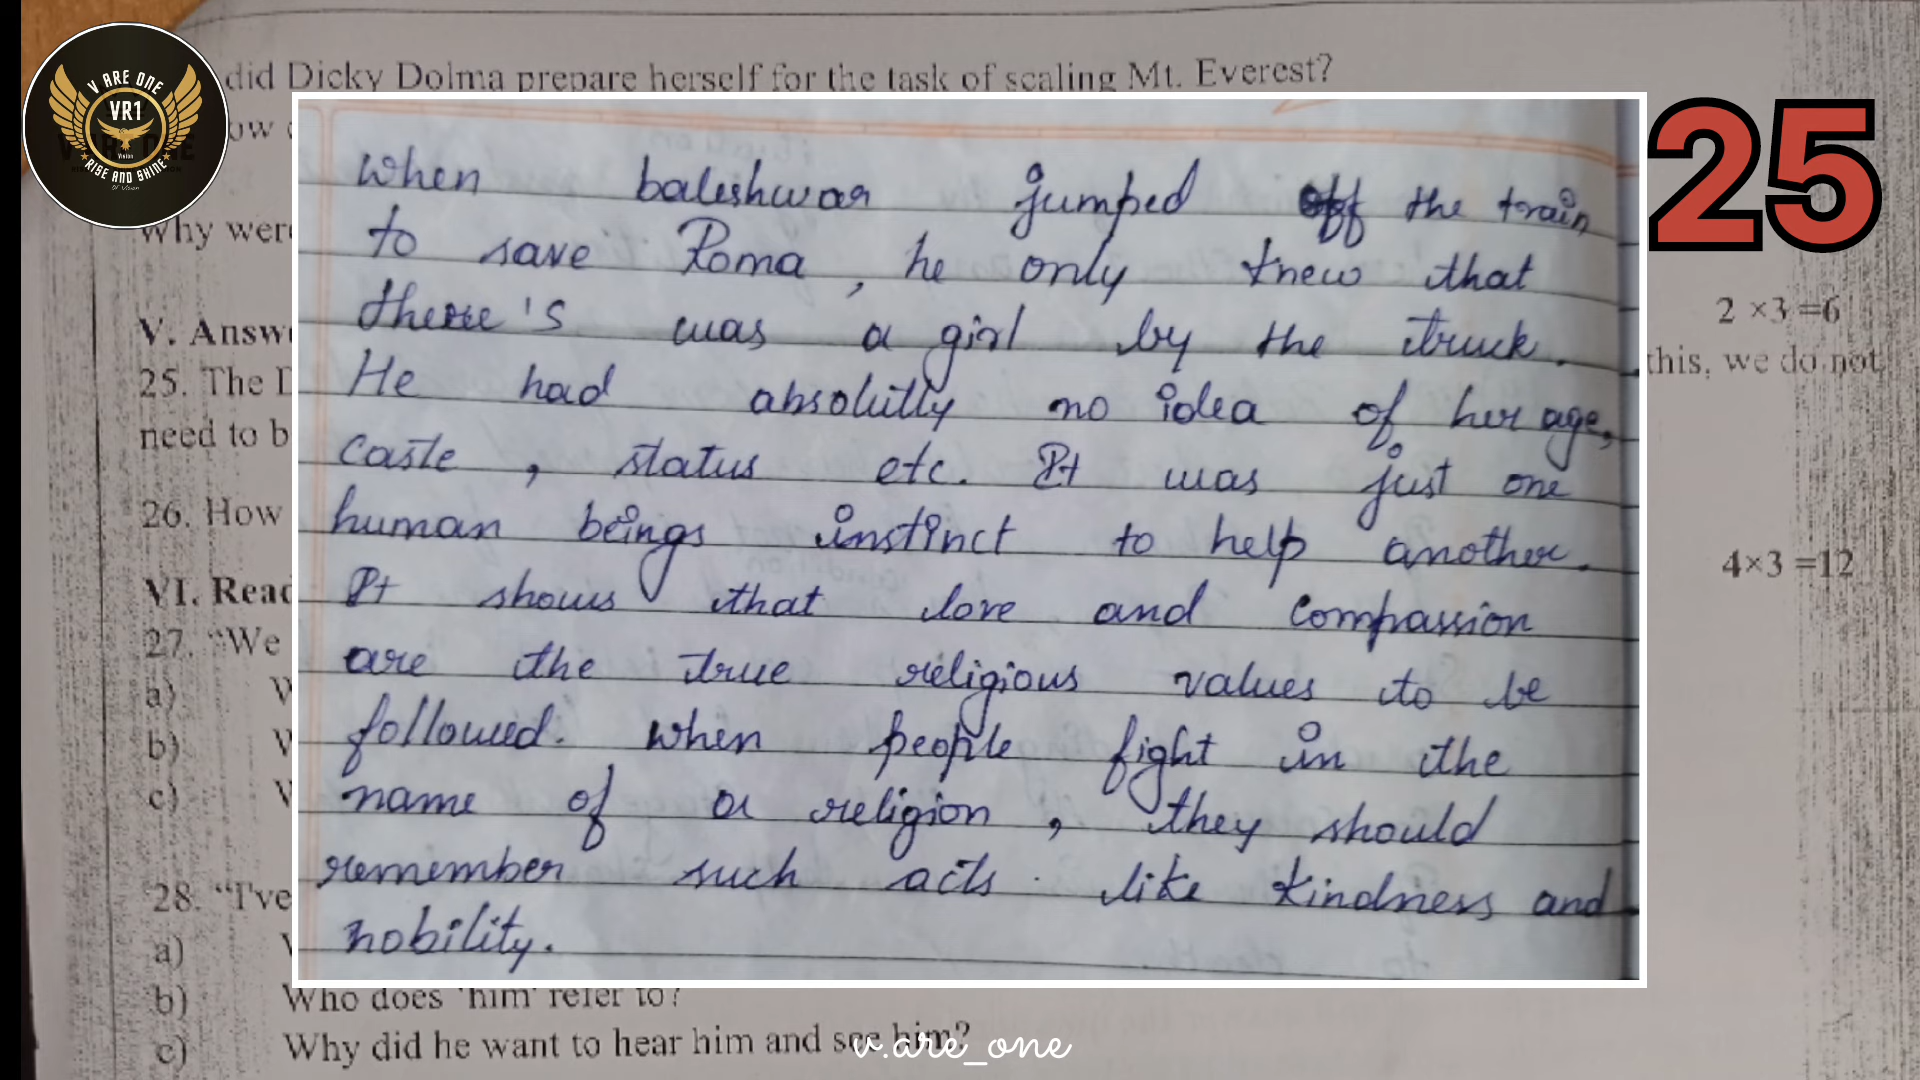 did Dicky Dolma prepare herself for the task of scaling Mt. Everest?
ow
V ARE ONE
VR1
Vision
RISE AND SHINE
Of Vision
25
Why were
V. Answ
2 ×3 =6
25. The D
this, we do not
need to b
26. How
4×3 =12
VI. Read
27. "We
a)
b)
c)
28. "I've
a)
when baleshwar jumped off the train
to save Roma, he only knew that
there's was a girl by the truck.
He had absolutly no idea of her age,
caste, status etc. It was just one
human beings instinct to help another.
It shows that love and compassion
are the true religious values to be
followed. when people fight in the
name of a religion, they should
remember such acts like kindness and
nobility.
b) Who does 'him' refer to?
c) Why did he want to hear him and see him?
v.are_one